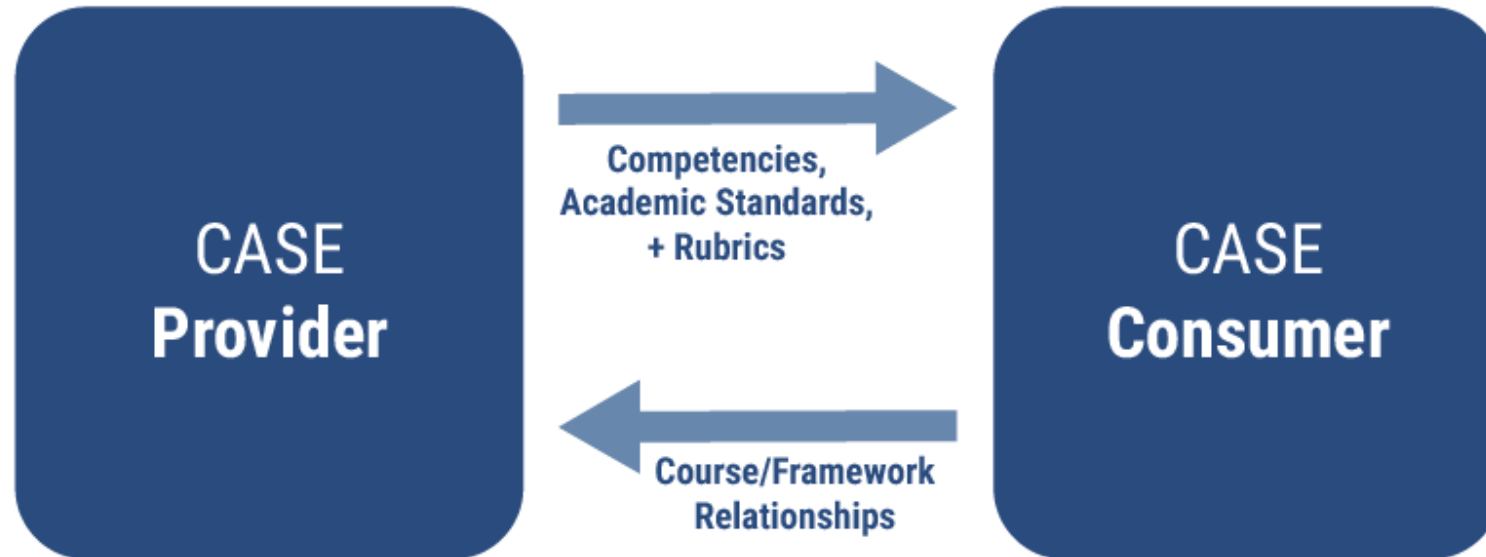 CASE
Provider
Competencies,
Academic Standards,
+ Rubrics
Course/Framework
Relationships
CASE
Consumer